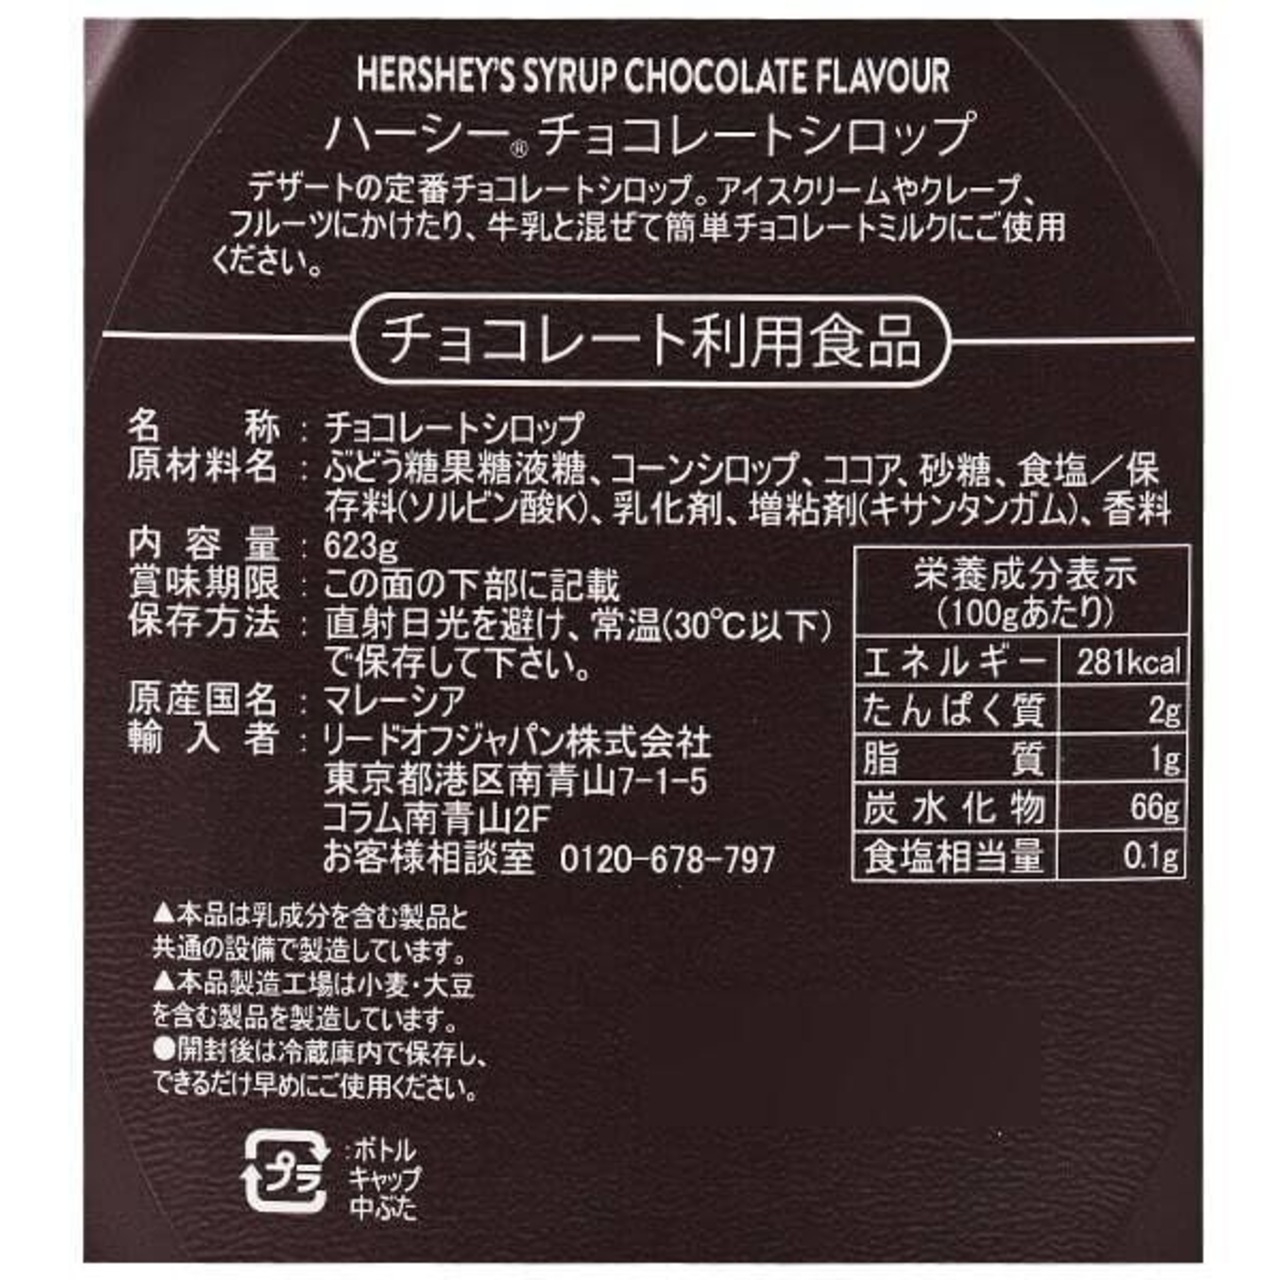 HERSHEY'S SYRUP CHOCOLATE FLAVOUR
ハーシー®チョコレートシロップ
デザートの定番チョコレートシロップ。アイスクリームやクレープ、
フルーツにかけたり、牛乳と混ぜて簡単チョコレートミルクにご使用
ください。
チョコレート利用食品
名称:チョコレートシロップ
原材料名:ぶどう糖果糖液糖、コーンシロップ、ココア、砂糖、食塩／保
存料(ソルビン酸K)、乳化剤、増粘剤(キサンタンガム)、香料
内容量:623g
賞味期限:この面の下部に記載
保存方法:直射日光を避け、常温(30℃以下)
で保存して下さい。
原産国名:マレーシア
輸入者:リードオフジャパン株式会社
東京都港区南青山7-1-5
コラム南青山2F
お客様相談室 0120-678-797
栄養成分表示
(100gあたり)
エネルギー 281kcal
たんぱく質 2g
脂質 1g
炭水化物 66g
食塩相当量 0.1g
▲本品は乳成分を含む製品と
共通の設備で製造しています。
▲本品製造工場は小麦・大豆
を含む製品を製造しています。
●開封後は冷蔵庫内で保存し、
できるだけ早めにご使用ください。
プラ
:ボトル
キャップ
中ぶた